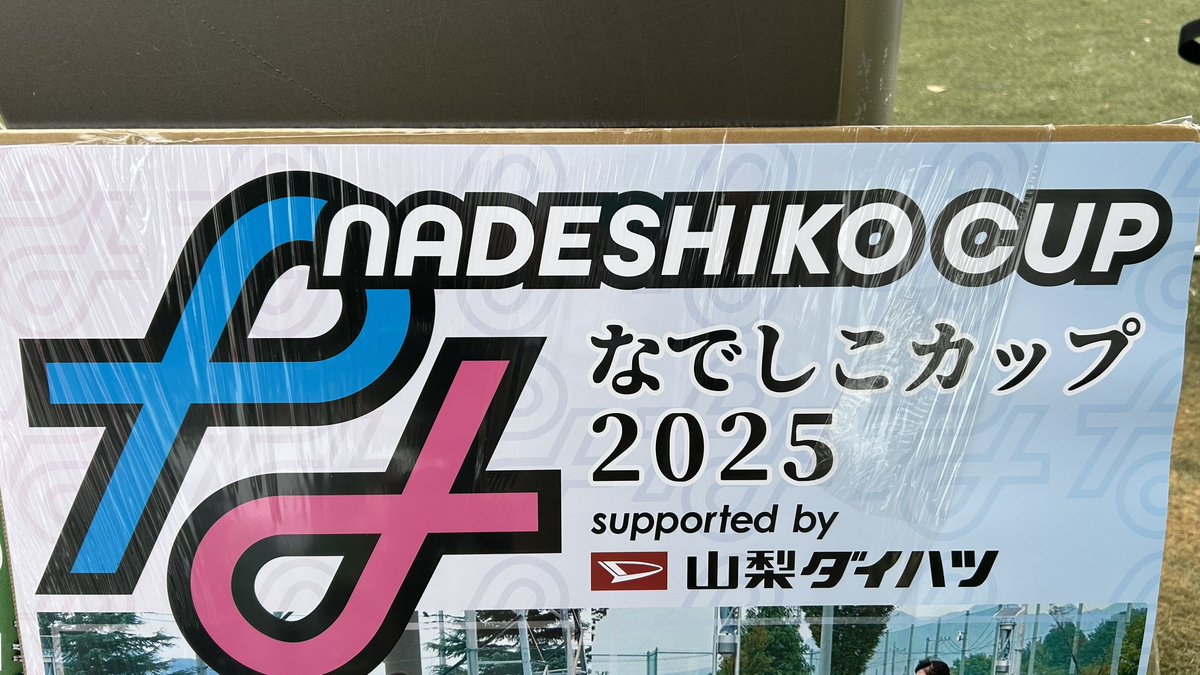 NADESHIKO CUP
なでしこカップ
2025
supported by
山梨ダイハツ